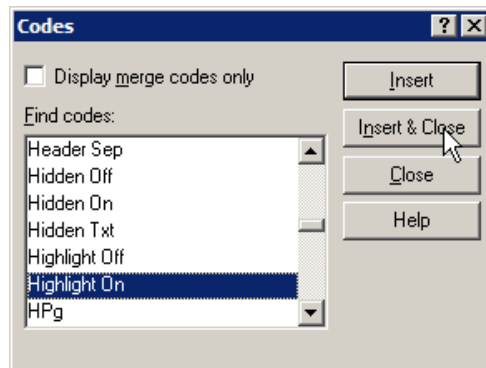 Codes
Display merge codes only
Find codes:
Header Sep
Hidden Off
Hidden On
Hidden Txt
Highlight Off
Highlight On
HPg
Insert
Insert & Close
Close
Help